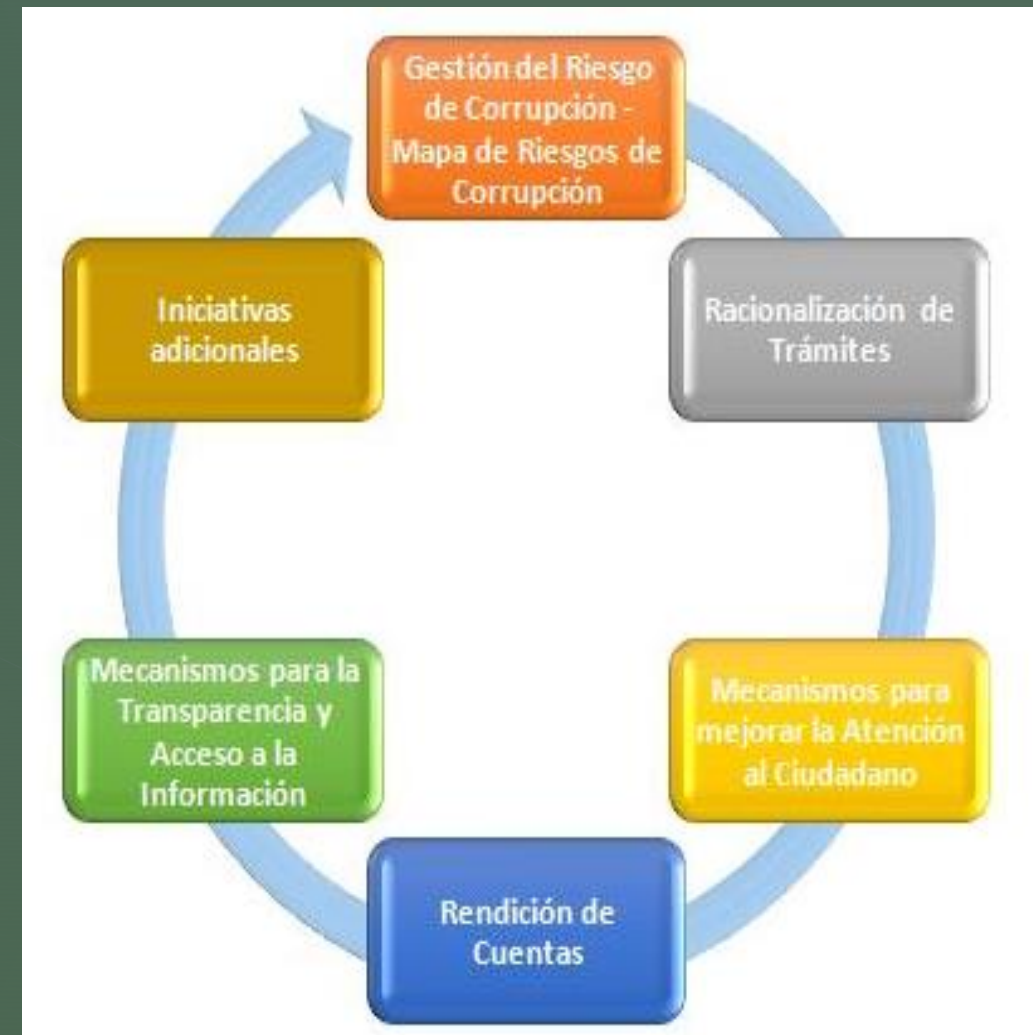 Gestión del Riesgo
de Corrupción -
Mapa de Riesgos de
Corrupción
Racionalización de
Trámites
Mecanismos para
mejorar la Atención
al Ciudadano
Rendición de
Cuentas
Mecanismos para la
Transparencia y
Acceso a la
Información
Iniciativas
adicionales